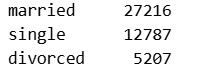 married 27216
single 12787
divorced 5207